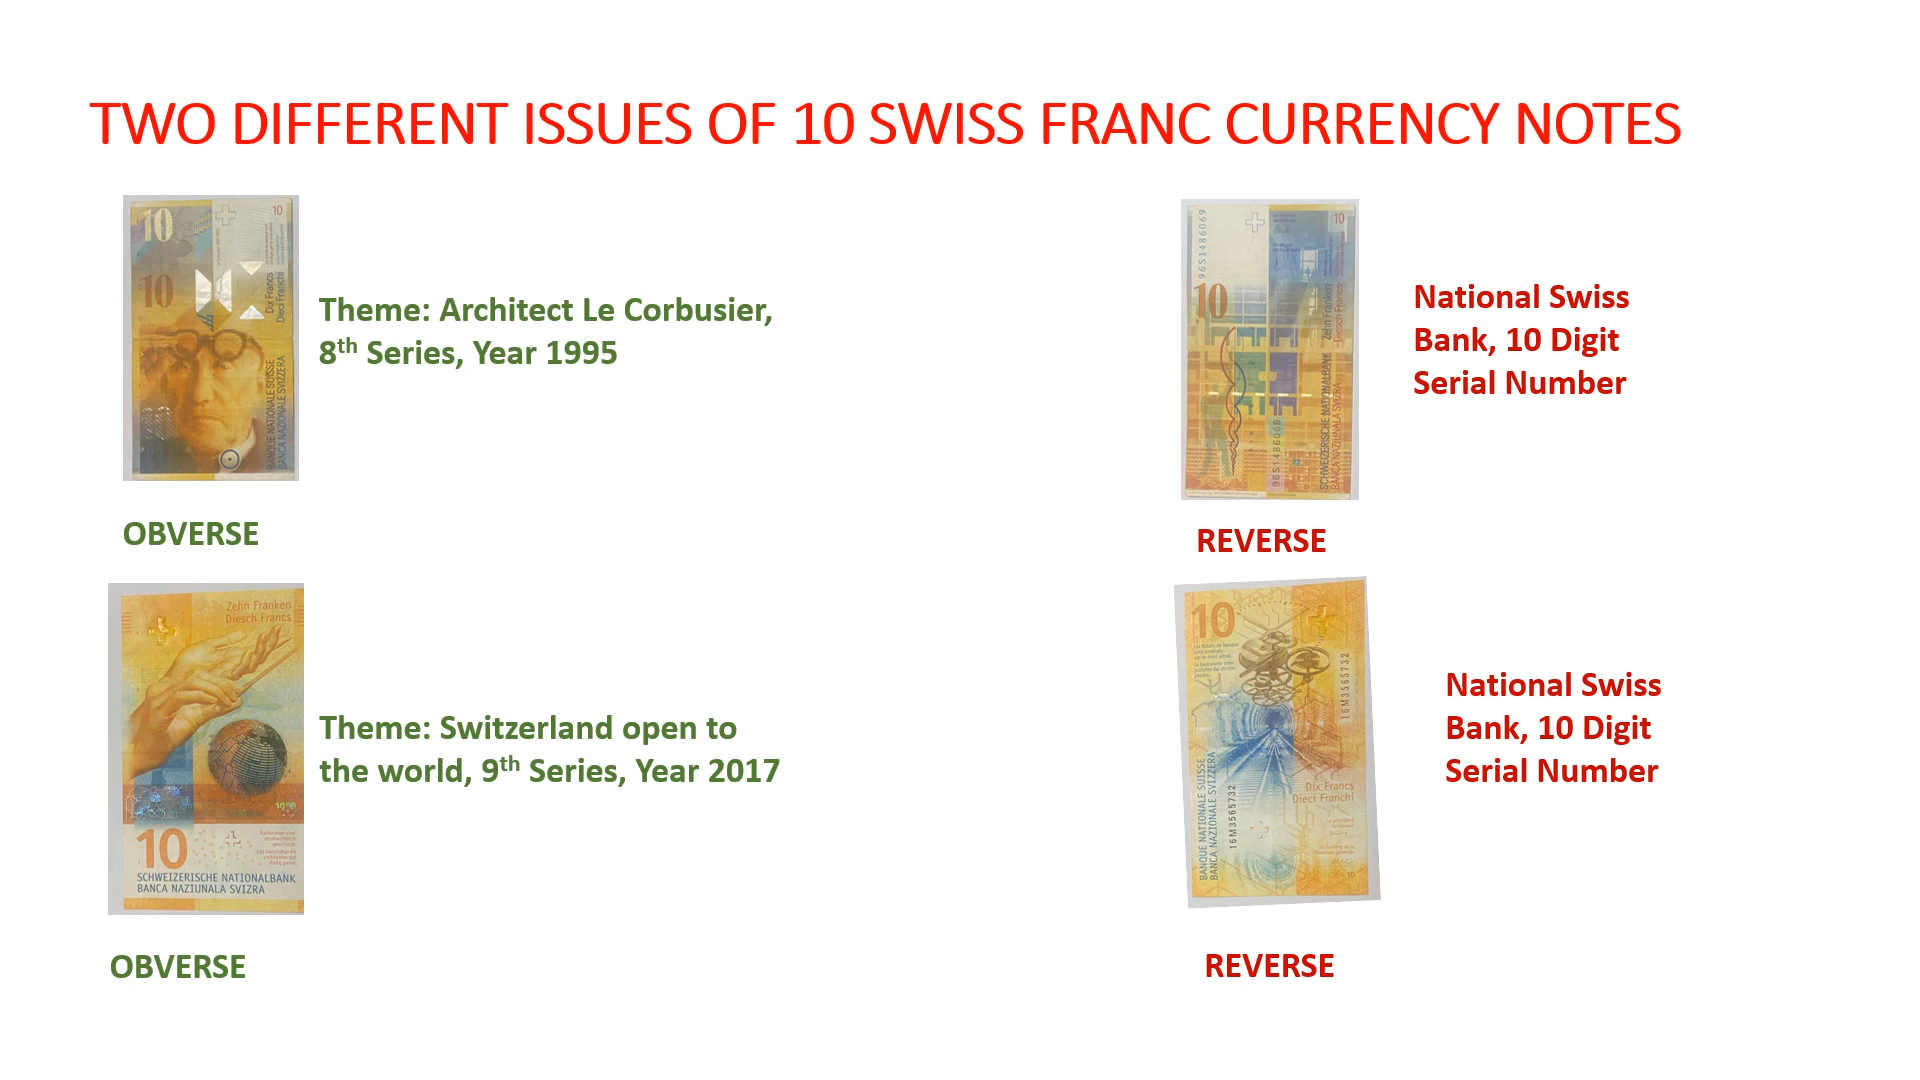 TWO DIFFERENT ISSUES OF 10 SWISS FRANC CURRENCY NOTES
10
10
10
Dix Francs
Dieci Franchi
BANQUE NATIONALE SUISSE
BANCA NAZIONALE SVIZZERA
Theme: Architect Le Corbusier,
8th Series, Year 1995
OBVERSE
96S1486069
10
10
Zehn Franken
Diesch Francs
SCHWEIZERISCHE NATIONALBANK
BANCA NAZIUNALA SVIZRA
96S1486069
National Swiss
Bank, 10 Digit
Serial Number
REVERSE
Zehn Franken
Diesch Francs
10
SCHWEIZERISCHE NATIONALBANK
BANCA NAZIUNALA SVIZRA
Theme: Switzerland open to
the world, 9th Series, Year 2017
OBVERSE
10
16M3565732
BANQUE NATIONALE SUISSE
BANCA NAZIONALE SVIZZERA
16M3565732
Dix Francs
Dieci Franchi
10
National Swiss
Bank, 10 Digit
Serial Number
REVERSE